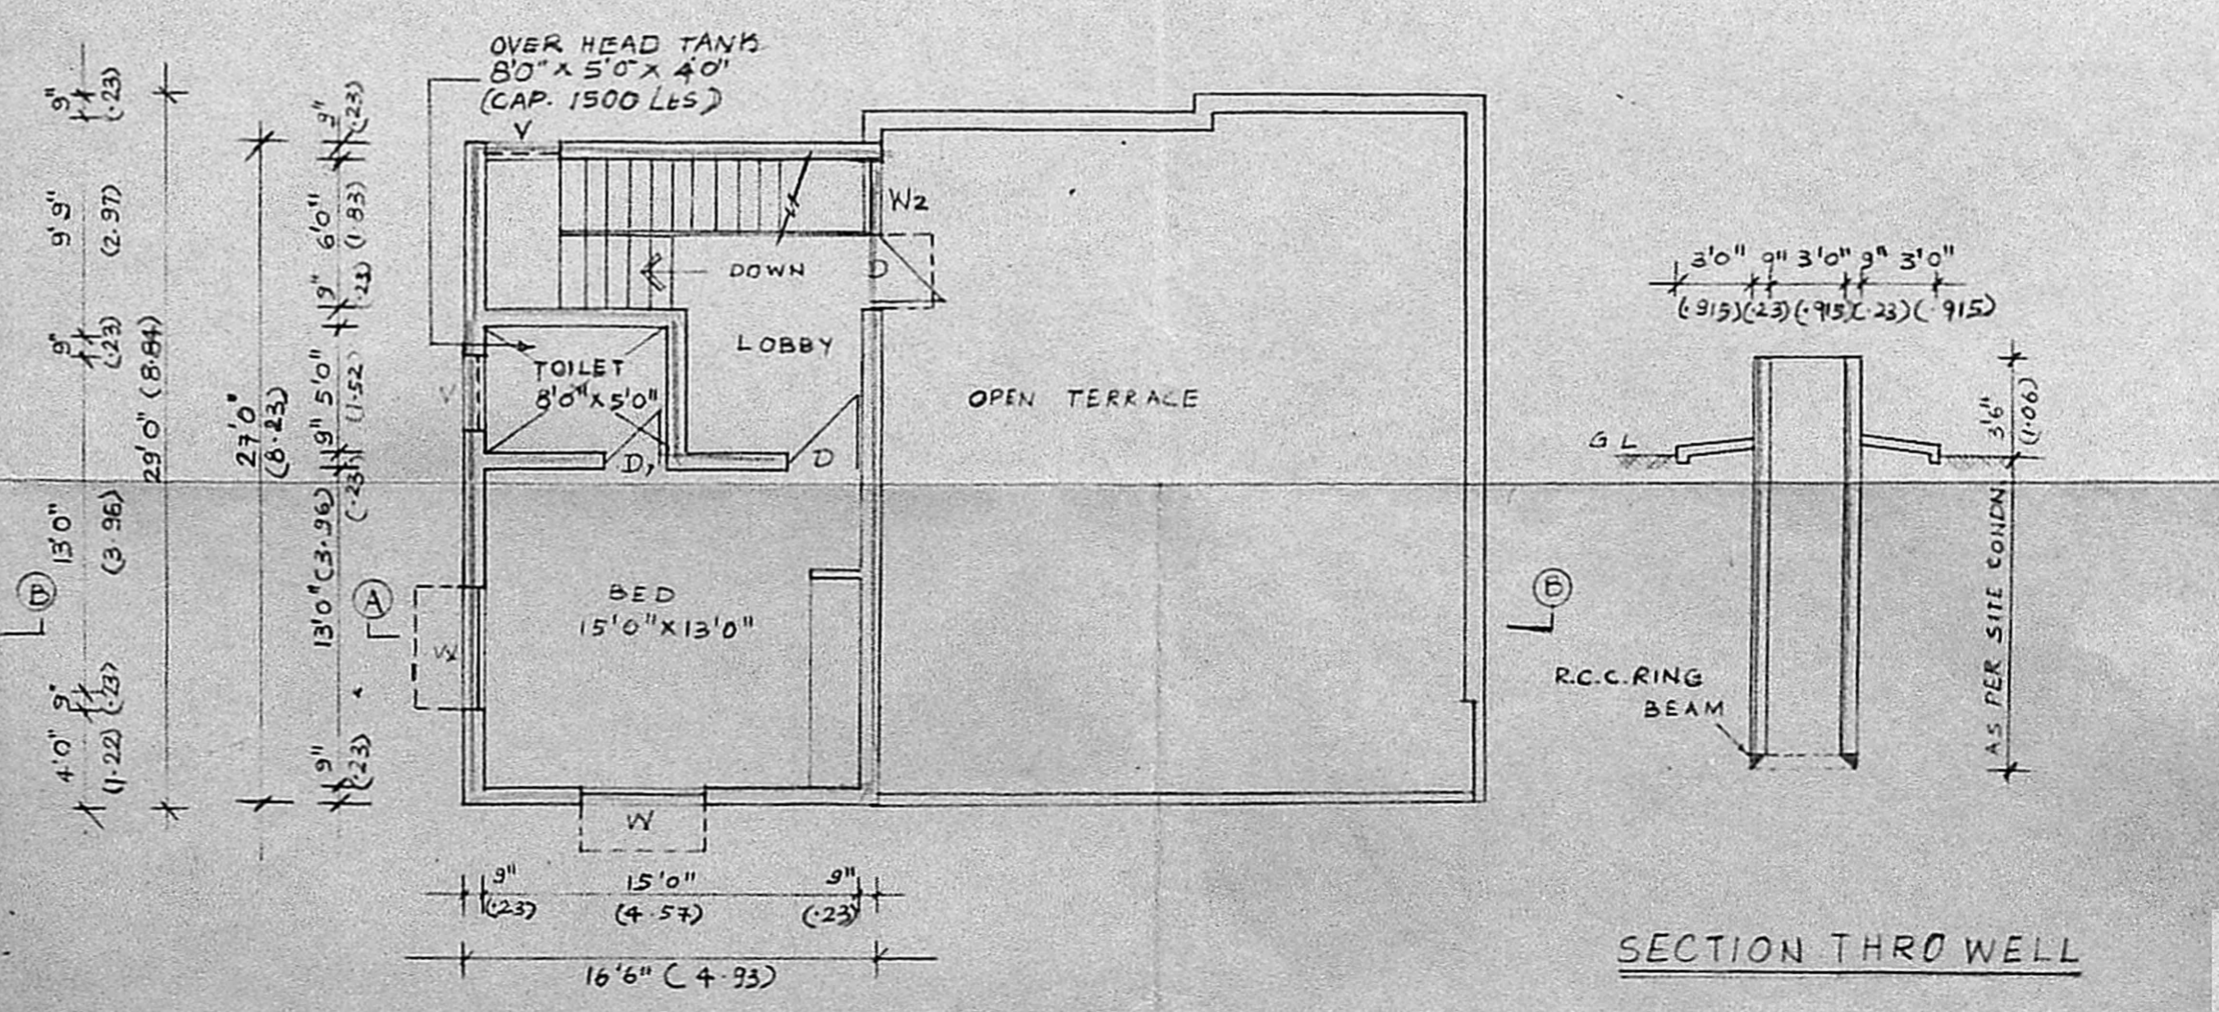 OVER HEAD TANK
8'0" X 5'0" X 4'0"
(CAP. 1500 LtS)
V
9"
(.23)
9'9"
(2.97)
9"
(.23)
13'0"
(3.96)
9"
(.23)
4'0"
(1.22)
29'0" (8.84)
27'0"
(8.23)
9"
(.23)
6'0"
(1.83)
9"
(.23)
5'0"
(1.52)
9"
(.23)
13'0" (3.96)
9"
(.23)
W2
DOWN
D
LOBBY
TOILET
8'0" X 5'0"
V
D1
D
OPEN TERRACE
B
A
BED
15'0" X 13'0"
W
W
B
9"
15'0"
9"
(.23)
(4.57)
(.23)
16'6" (4.93)
3'0" 9" 3'0" 9" 3'0"
(.915)(.23)(.915)(.23)(.915)
GL
3'6"
(1.06)
AS PER SITE CONDN
R.C.C. RING
BEAM
SECTION THRO WELL